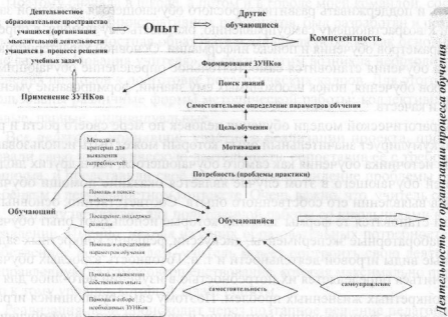 Деятельностное
образовательное пространство
учащихся (организация
мыслительной деятельности
учащихся в процессе решения
учебных задач)
Опыт
Другие
обучающиеся
Компетентность
Формирование ЗУНКов
Применение ЗУНКов
Поиск знаний
Самостоятельное определение параметров обучения
Цель обучения
Мотивация
Потребность (проблемы практики)
Методы и
критерии для
выявления
потребностей
Помощь в поиске
Обучающий
Поощрение, поддержка
развития
Обучающийся
Помощь в определении
параметров обучения
Помощь в выявлении
собственного опыта
Помощь в отборе
необходимых ЗУНКов
самостоятельность
самоуправление
Деятельность по организации процесса обучения